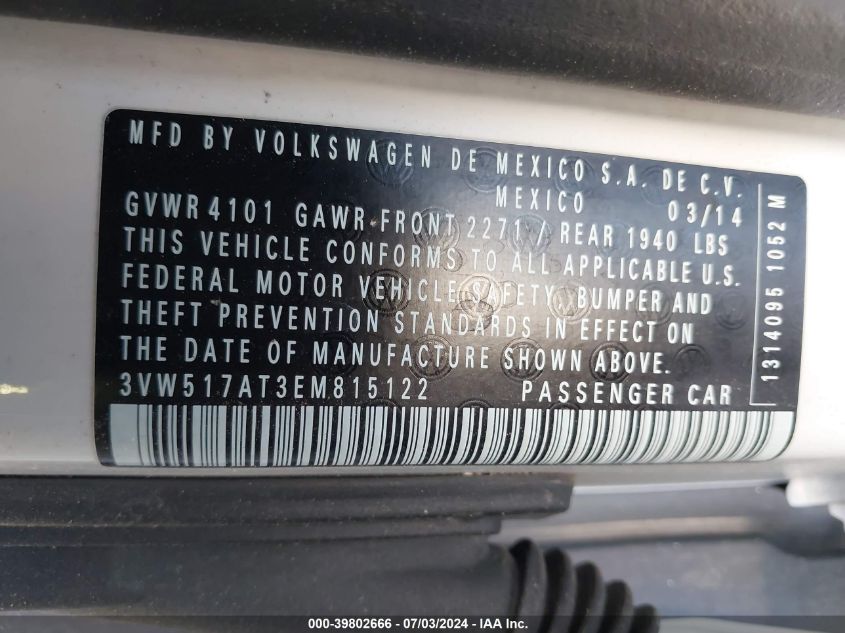 MFD BY VOLKSWAGEN DE MEXICO S.A. DE C.V.
MEXICO 03/14
GVWR 4101 GAWR FRONT 2271 / REAR 1940 LBS
THIS VEHICLE CONFORMS TO ALL APPLICABLE U.S.
FEDERAL MOTOR VEHICLE SAFETY, BUMPER AND
THEFT PREVENTION STANDARDS IN EFFECT ON
THE DATE OF MANUFACTURE SHOWN ABOVE.
3VW517AT3EM815122 PASSENGER CAR
1314095 1052 M
000-39802666 - 07/03/2024 - IAA Inc.